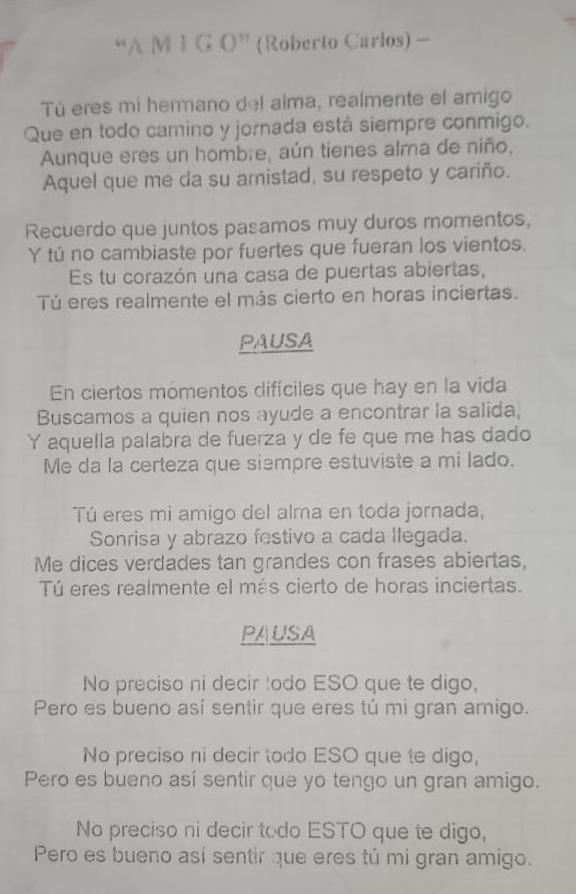 “A M I G O” (Roberto Carlos) –
Tú eres mi hermano del alma, realmente el amigo
Que en todo camino y jornada está siempre conmigo.
Aunque eres un hombre, aún tienes alma de niño,
Aquel que me da su amistad, su respeto y cariño.
Recuerdo que juntos pasamos muy duros momentos,
Y tú no cambiaste por fuertes que fueran los vientos.
Es tu corazón una casa de puertas abiertas,
Tú eres realmente el más cierto en horas inciertas.
PAUSA
En ciertos momentos difíciles que hay en la vida
Buscamos a quien nos ayude a encontrar la salida,
Y aquella palabra de fuerza y de fe que me has dado
Me da la certeza que siempre estuviste a mi lado.
Tú eres mi amigo del alma en toda jornada,
Sonrisa y abrazo festivo a cada llegada.
Me dices verdades tan grandes con frases abiertas,
Tú eres realmente el más cierto de horas inciertas.
PAUSA
No preciso ni decir todo ESO que te digo,
Pero es bueno así sentir que eres tú mi gran amigo.
No preciso ni decir todo ESO que te digo,
Pero es bueno así sentir que yo tengo un gran amigo.
No preciso ni decir todo ESTO que te digo,
Pero es bueno así sentir que eres tú mi gran amigo.